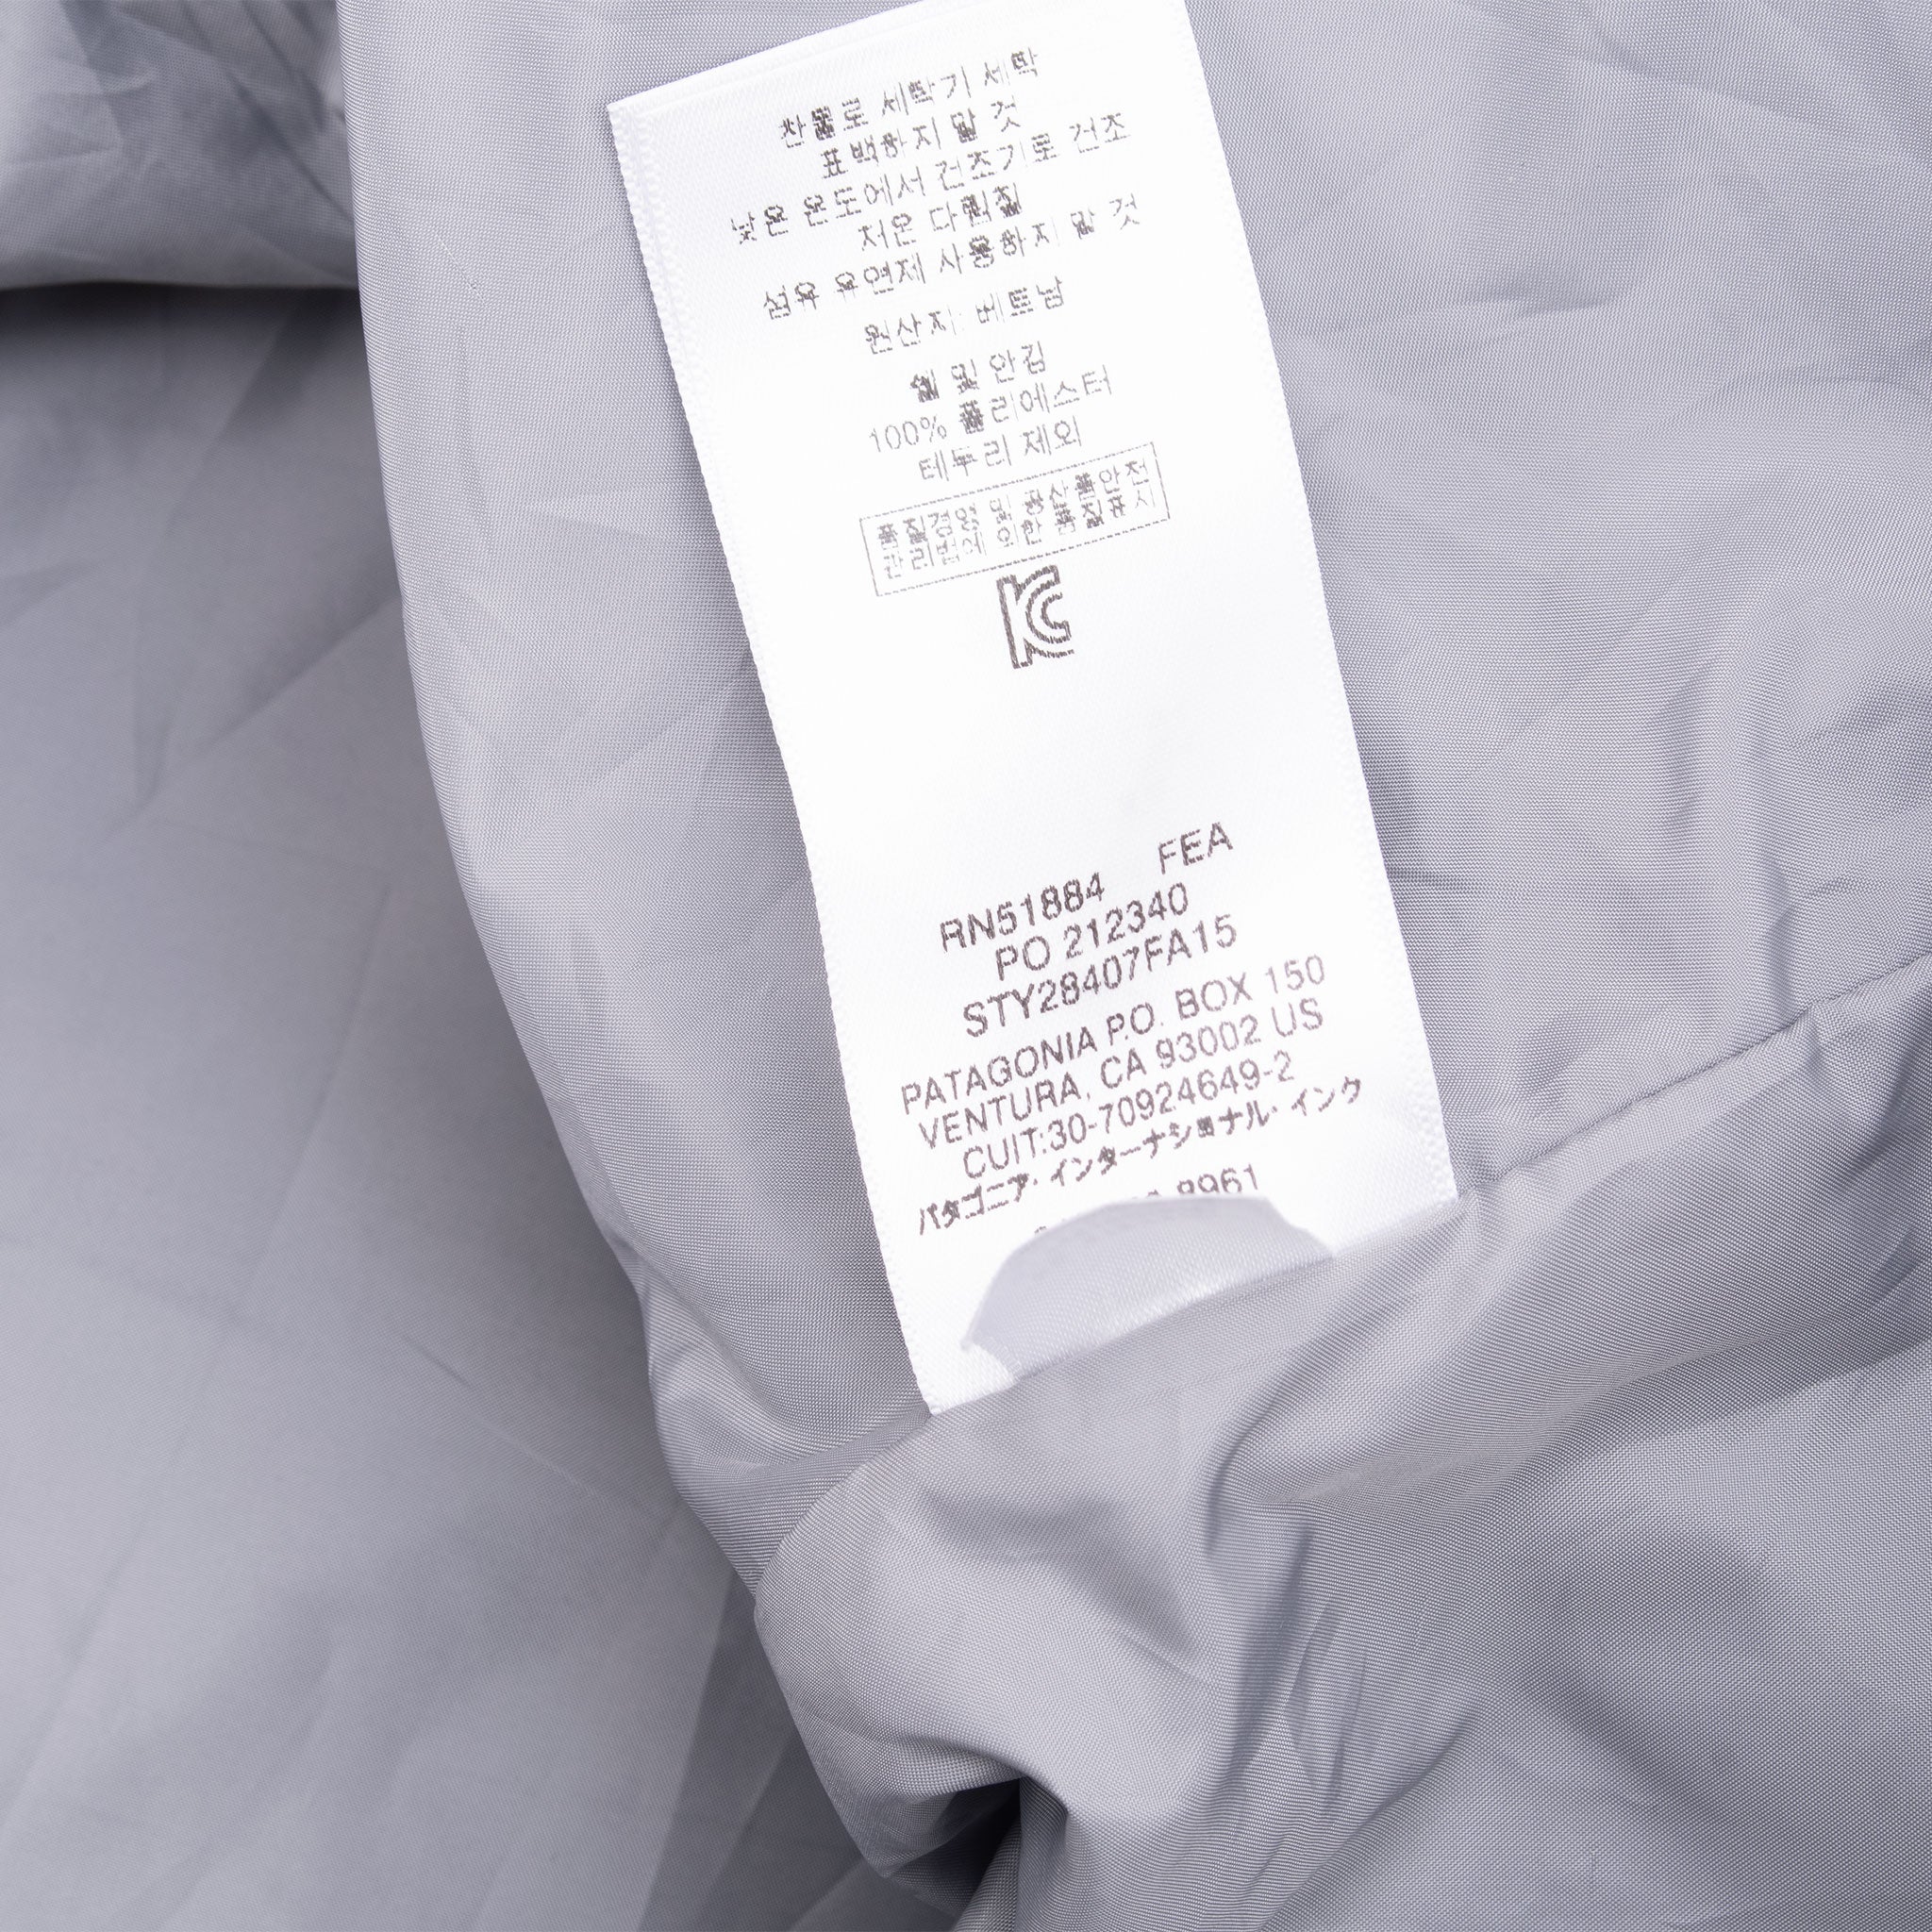 찬물로 세탁기 세탁
표백하지 말 것
낮은 온도에서 건조기로 건조
저온 다림질
섬유 유연제 사용하지 말 것
원산지: 베트남
쉘 및 안감
100% 폴리에스터
테두리 제외
품질경영 및 공산품안전
관리법에 의한 품질표시
KC
RN51884 FEA
PO 212340
STY28407FA15
PATAGONIA P.O. BOX 150
VENTURA, CA 93002 US
CUIT:30-70924649-2
パタゴニア・インターナショナル・インク
8961